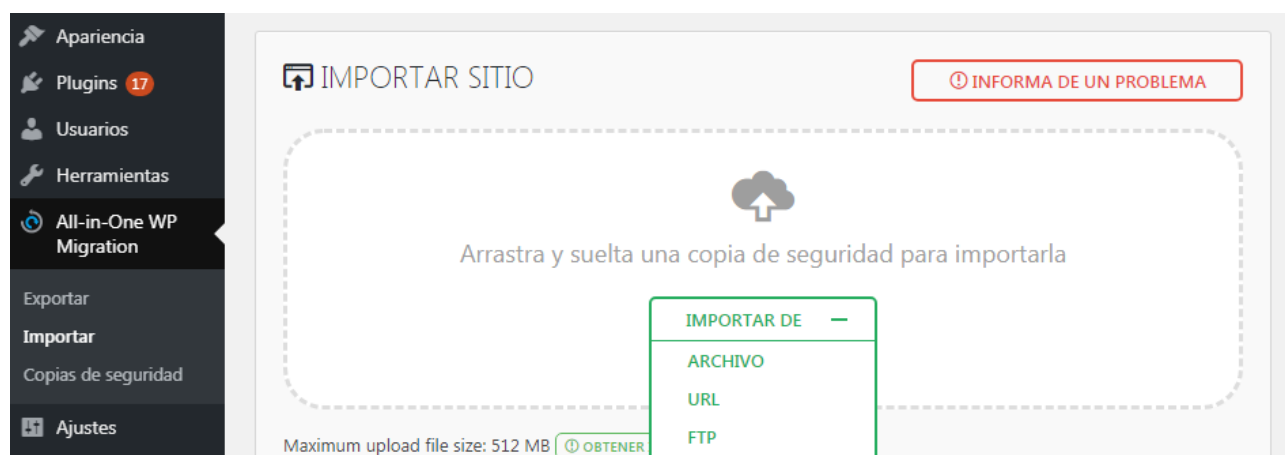 Apariencia
Plugins 17
Usuarios
Herramientas
All-in-One WP
Migration
Exportar
Importar
Copias de seguridad
Ajustes
IMPORTAR SITIO
INFORMA DE UN PROBLEMA
Arrastra y suelta una copia de seguridad para importarla
IMPORTAR DE
ARCHIVO
URL
FTP
Maximum upload file size: 512 MB OBTENER